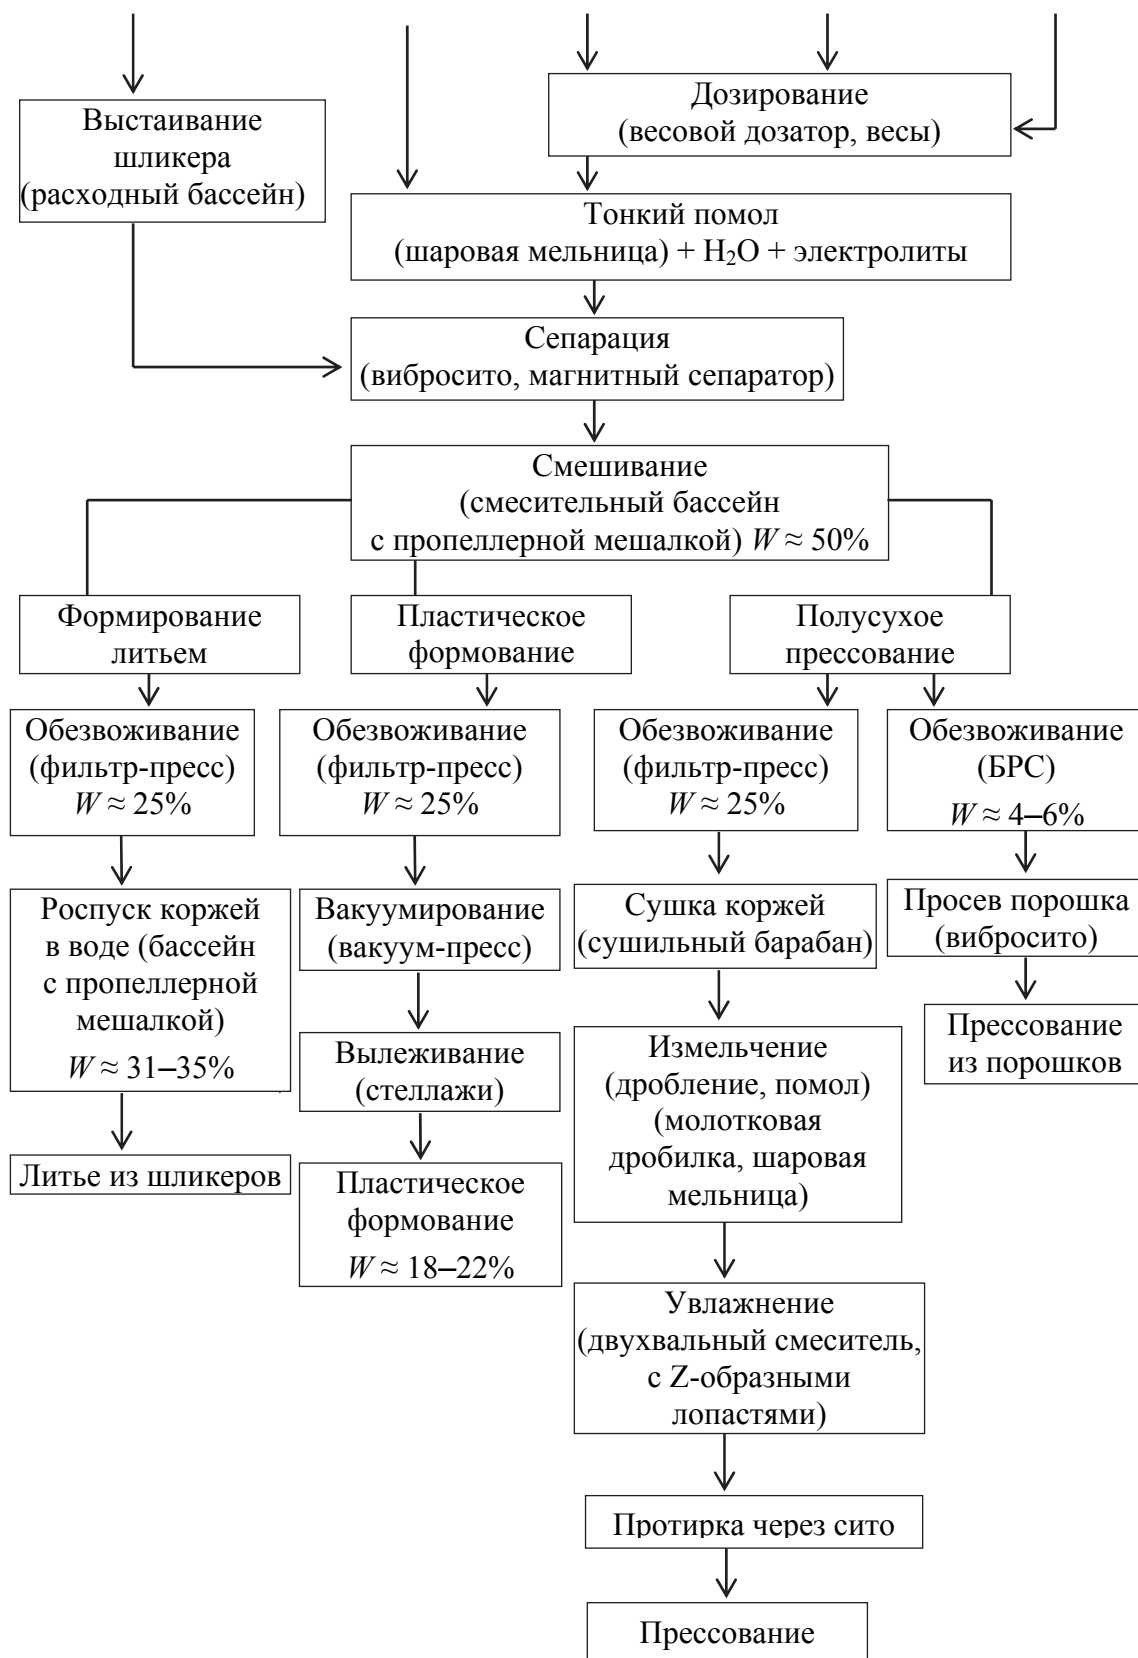 Дозирование
(весовой дозатор, весы)
Выстаивание
шликера
(расходный бассейн)
Тонкий помол
(шаровая мельница) + H₂O + электролиты
Сепарация
(вибросито, магнитный сепаратор)
Смешивание
(смесительный бассейн
с пропеллерной мешалкой) W ≈ 50%
Формирование
литьем
Пластическое
формование
Полусухое
прессование
Обезвоживание
(фильтр-пресс)
W ≈ 25%
Обезвоживание
(фильтр-пресс)
W ≈ 25%
Обезвоживание
(фильтр-пресс)
W ≈ 25%
Обезвоживание
(БРС)
W ≈ 4–6%
Роспуск коржей
в воде (бассейн
с пропеллерной
мешалкой)
W ≈ 31–35%
Вакуумирование
(вакуум-пресс)
Сушка коржей
(сушильный барабан)
Просев порошка
(вибросито)
Прессование
из порошков
Вылеживание
(стеллажи)
Измельчение
(дробление, помол)
(молотковая
дробилка, шаровая
мельница)
Литье из шликеров
Пластическое
формование
W ≈ 18–22%
Увлажнение
(двухвальный смеситель,
с Z-образными
лопастями)
Протирка через сито
Прессование